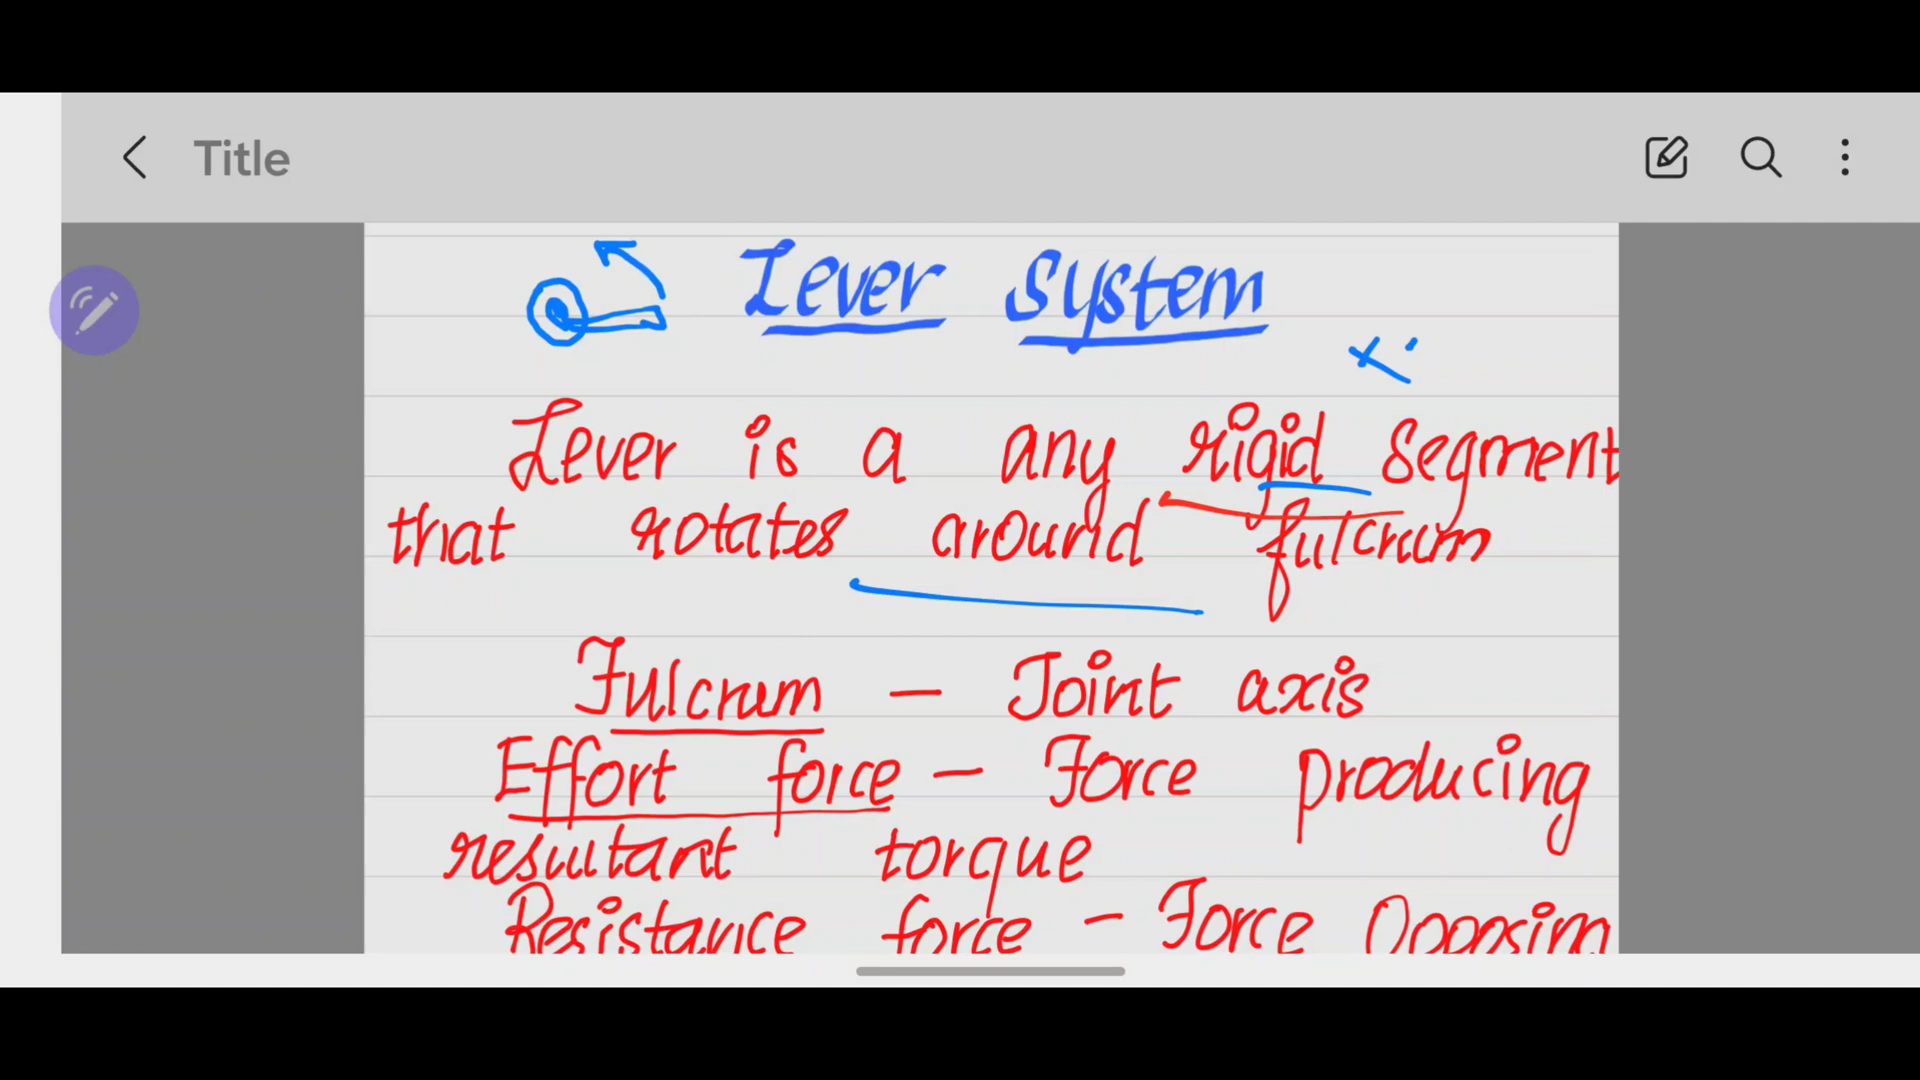 Title
Lever System
Lever is a any rigid segment
that rotates around fulcrum
Fulcrum - Joint axis
Effort force - Force producing
resultant torque
Resistance force - Force Opposin